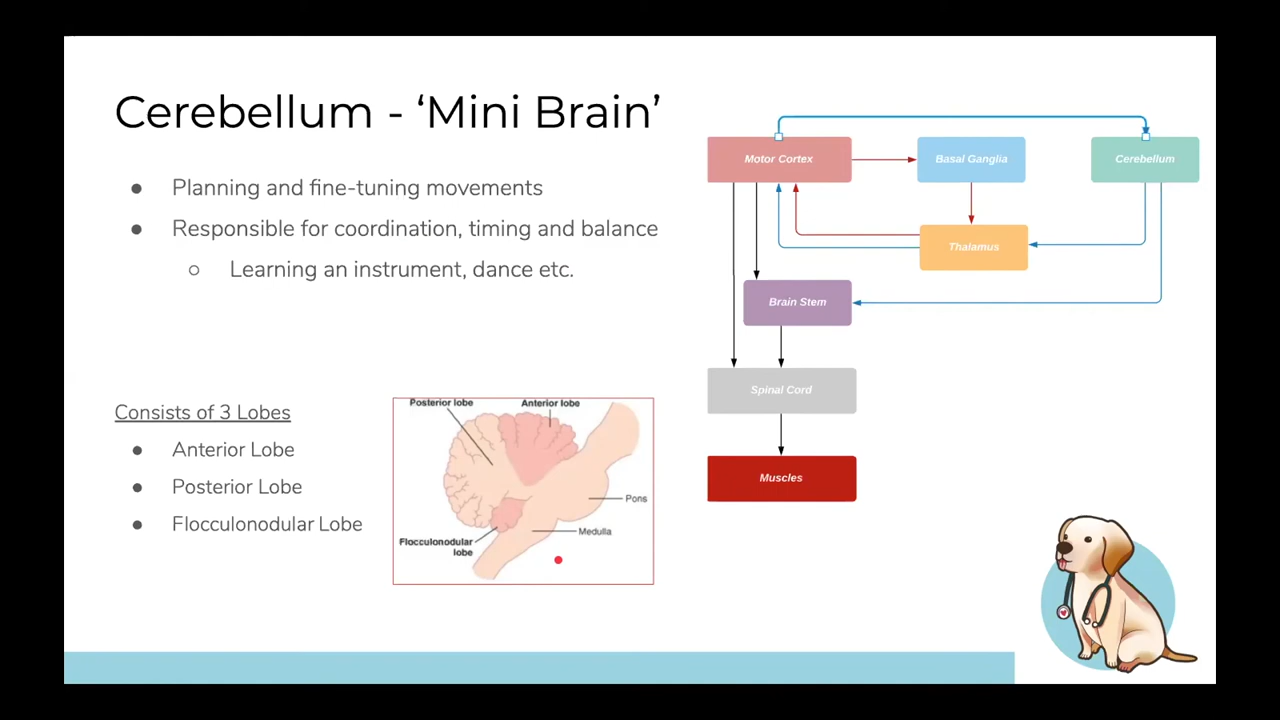 Cerebellum - ‘Mini Brain’
● Planning and fine-tuning movements
● Responsible for coordination, timing and balance
○ Learning an instrument, dance etc.
Consists of 3 Lobes
● Anterior Lobe
● Posterior Lobe
● Flocculonodular Lobe
Posterior lobe
Anterior lobe
Pons
Medulla
Flocculonodular
lobe
Motor Cortex
Basal Ganglia
Cerebellum
Thalamus
Brain Stem
Spinal Cord
Muscles